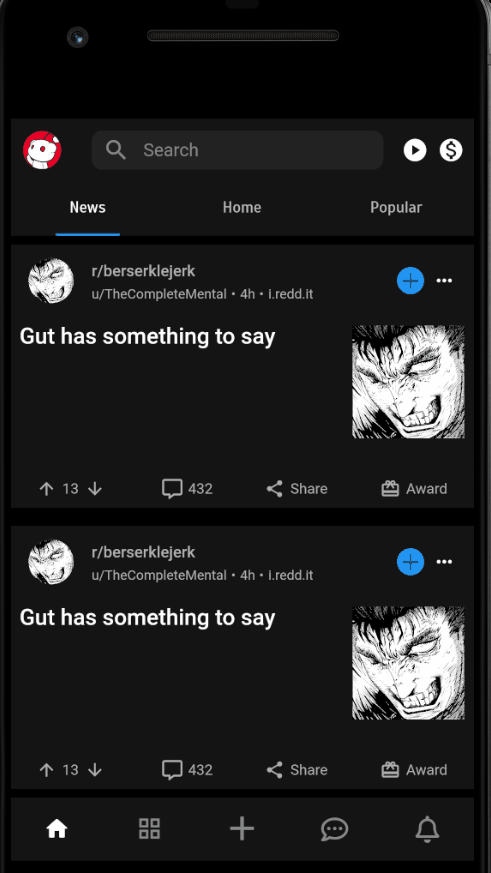 Search
News Home Popular
r/berserklejerk
u/TheCompleteMental • 4h • i.redd.it
Gut has something to say
13 432 Share Award
r/berserklejerk
u/TheCompleteMental • 4h • i.redd.it
Gut has something to say
13 432 Share Award